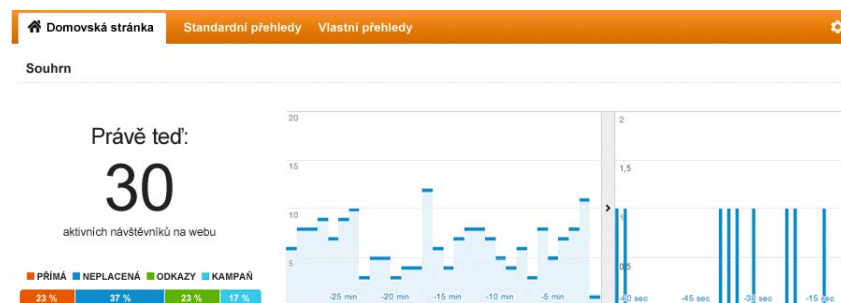 Domovská stránka Standardní přehledy Vlastní přehledy
Souhrn
Právě teď:
30
aktivních návštěvníků na webu
PŘÍMÁ NEPLACENÁ ODKAZY KAMPAŇ
23 % 37 % 23 % 17 %
20
15
10
5
-25 min -20 min -15 min -10 min -5 min
2
1,5
1
0,5
-60 sec -45 sec -30 sec -15 sec